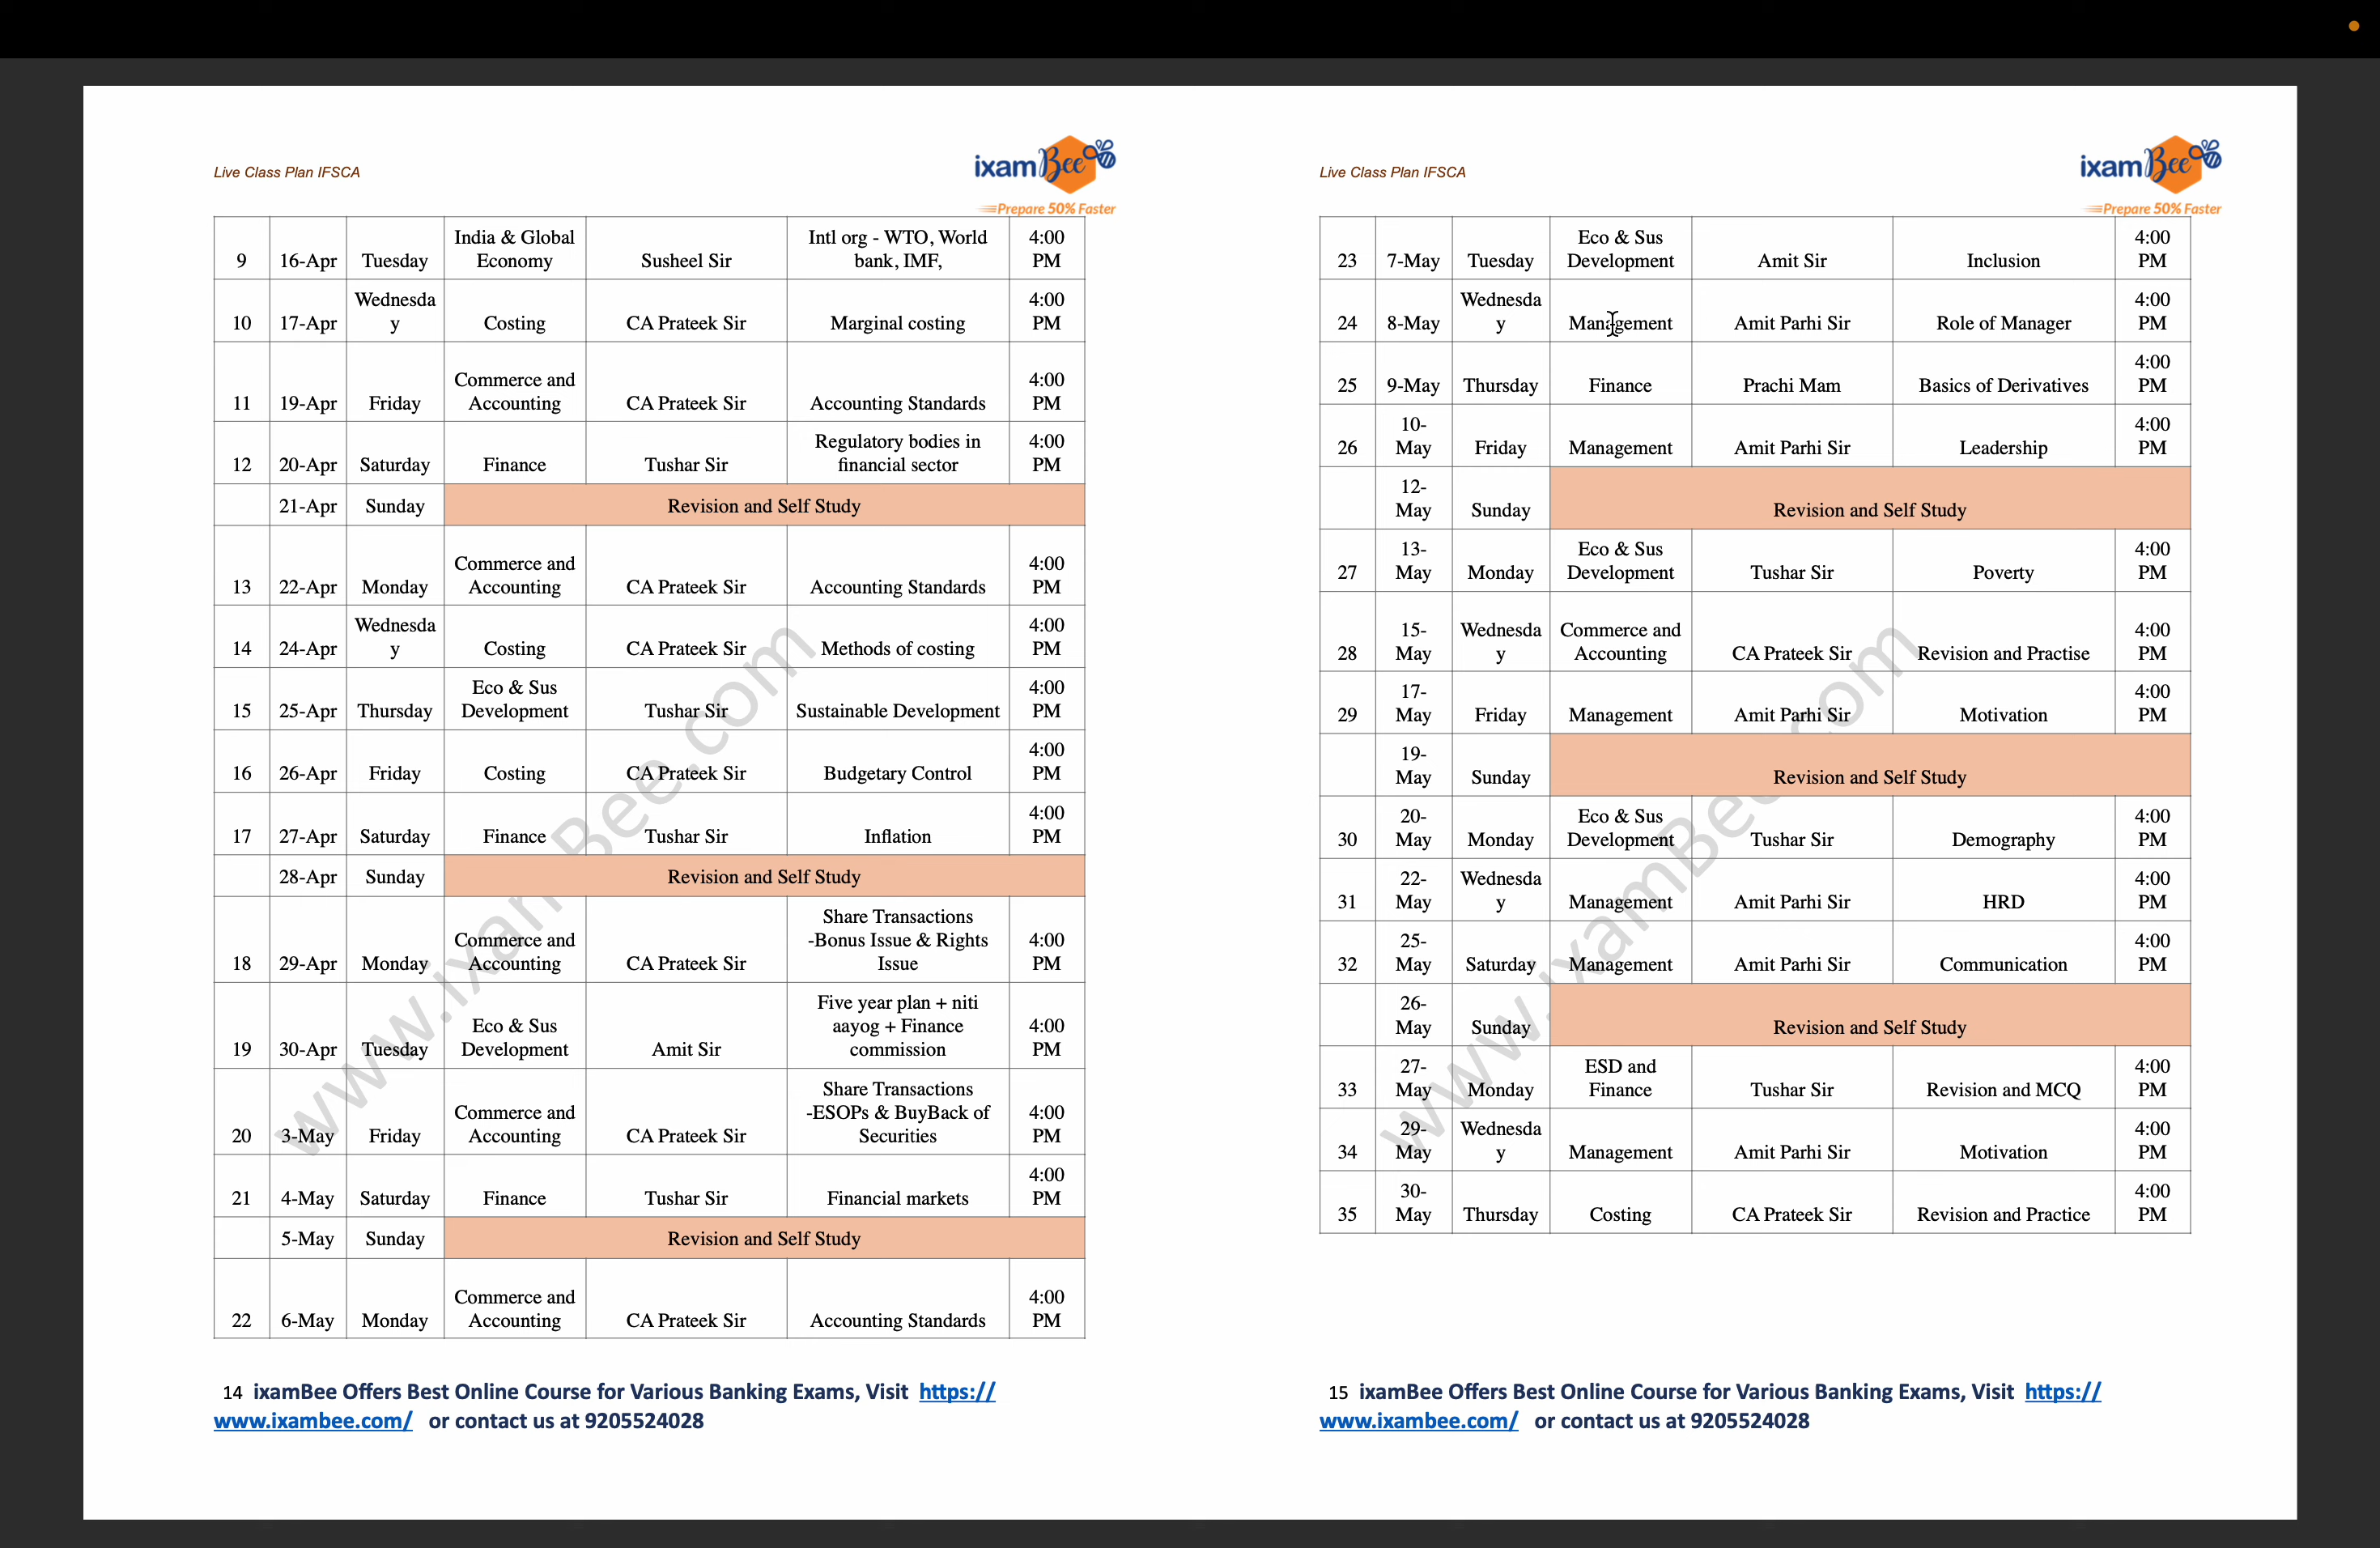 Live Class Plan IFSCA
ixamBee
Prepare 50% Faster
India & Global Intl org - WTO, World 4:00
9 16-Apr Tuesday Economy Susheel Sir bank, IMF, PM
Wednesda 4:00
10 17-Apr y Costing CA Prateek Sir Marginal costing PM
Commerce and 4:00
11 19-Apr Friday Accounting CA Prateek Sir Accounting Standards PM
Regulatory bodies in 4:00
12 20-Apr Saturday Finance Tushar Sir financial sector PM
21-Apr Sunday Revision and Self Study
Commerce and 4:00
13 22-Apr Monday Accounting CA Prateek Sir Accounting Standards PM
Wednesda 4:00
14 24-Apr y Costing CA Prateek Sir Methods of costing PM
Eco & Sus 4:00
15 25-Apr Thursday Development Tushar Sir Sustainable Development PM
4:00
16 26-Apr Friday Costing CA Prateek Sir Budgetary Control PM
4:00
17 27-Apr Saturday Finance Tushar Sir Inflation PM
28-Apr Sunday Revision and Self Study
Share Transactions
Commerce and -Bonus Issue & Rights 4:00
18 29-Apr Monday Accounting CA Prateek Sir Issue PM
Five year plan + niti
Eco & Sus aayog + Finance 4:00
19 30-Apr Tuesday Development Amit Sir commission PM
Share Transactions
Commerce and -ESOPs & BuyBack of 4:00
20 3-May Friday Accounting CA Prateek Sir Securities PM
4:00
21 4-May Saturday Finance Tushar Sir Financial markets PM
5-May Sunday Revision and Self Study
Commerce and 4:00
22 6-May Monday Accounting CA Prateek Sir Accounting Standards PM
www.ixamBee.com
14 ixamBee Offers Best Online Course for Various Banking Exams, Visit https://
www.ixambee.com/ or contact us at 9205524028
Live Class Plan IFSCA
ixamBee
Prepare 50% Faster
Eco & Sus 4:00
23 7-May Tuesday Development Amit Sir Inclusion PM
Wednesda 4:00
24 8-May y Management Amit Parhi Sir Role of Manager PM
4:00
25 9-May Thursday Finance Prachi Mam Basics of Derivatives PM
10- 4:00
26 May Friday Management Amit Parhi Sir Leadership PM
12-
May Sunday Revision and Self Study
13- Eco & Sus 4:00
27 May Monday Development Tushar Sir Poverty PM
15- Wednesda Commerce and 4:00
28 May y Accounting CA Prateek Sir Revision and Practise PM
17- 4:00
29 May Friday Management Amit Parhi Sir Motivation PM
19-
May Sunday Revision and Self Study
20- Eco & Sus 4:00
30 May Monday Development Tushar Sir Demography PM
22- Wednesda 4:00
31 May y Management Amit Parhi Sir HRD PM
25- 4:00
32 May Saturday Management Amit Parhi Sir Communication PM
26-
May Sunday Revision and Self Study
27- ESD and 4:00
33 May Monday Finance Tushar Sir Revision and MCQ PM
29- Wednesda 4:00
34 May y Management Amit Parhi Sir Motivation PM
30- 4:00
35 May Thursday Costing CA Prateek Sir Revision and Practice PM
www.ixamBee.com
15 ixamBee Offers Best Online Course for Various Banking Exams, Visit https://
www.ixambee.com/ or contact us at 9205524028